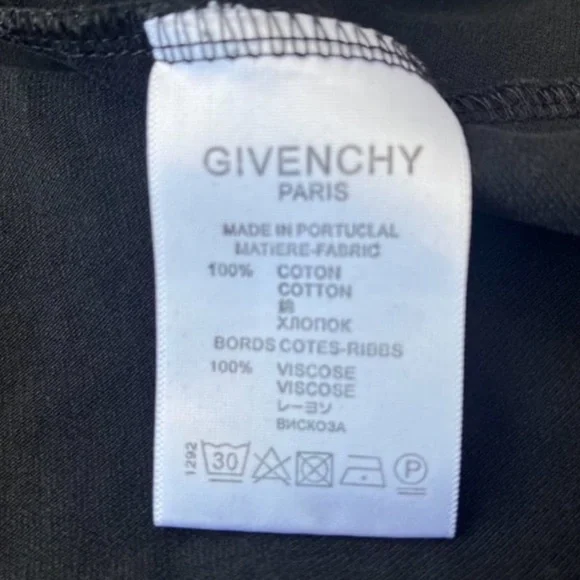 GIVENCHY
PARIS
MADE IN PORTUCLAL
MATIERE-FABRIC
100% COTON
COTTON
綿
ХЛОПОК
BORDS COTES-RIBBS
100% VISCOSE
VISCOSE
レーヨン
ВИСКОЗА
1292
30
P